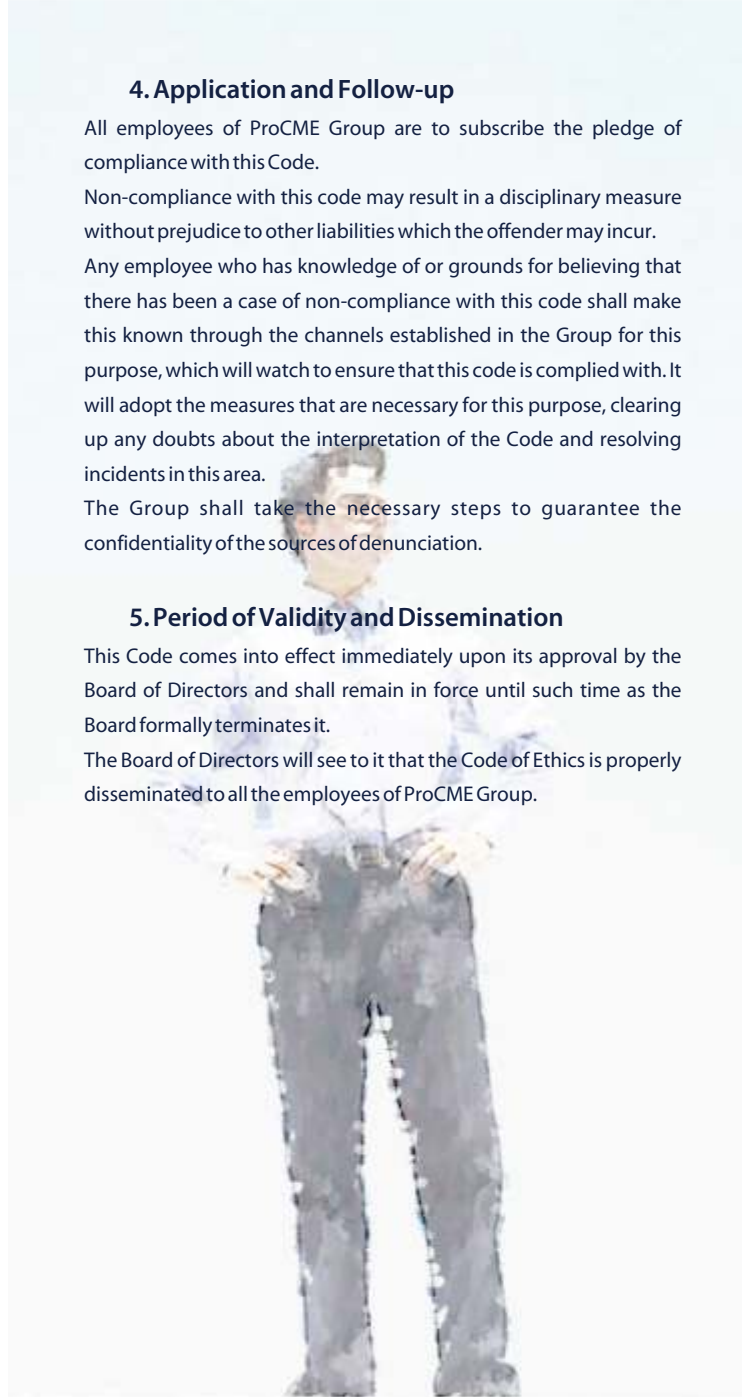 4. Application and Follow-up
All employees of ProCME Group are to subscribe the pledge of
compliance with this Code.
Non-compliance with this code may result in a disciplinary measure
without prejudice to other liabilities which the offender may incur.
Any employee who has knowledge of or grounds for believing that
there has been a case of non-compliance with this code shall make
this known through the channels established in the Group for this
purpose, which will watch to ensure that this code is complied with. It
will adopt the measures that are necessary for this purpose, clearing
up any doubts about the interpretation of the Code and resolving
incidents in this area.
The Group shall take the necessary steps to guarantee the
confidentiality of the sources of denunciation.
5. Period of Validity and Dissemination
This Code comes into effect immediately upon its approval by the
Board of Directors and shall remain in force until such time as the
Board formally terminates it.
The Board of Directors will see to it that the Code of Ethics is properly
disseminated to all the employees of ProCME Group.